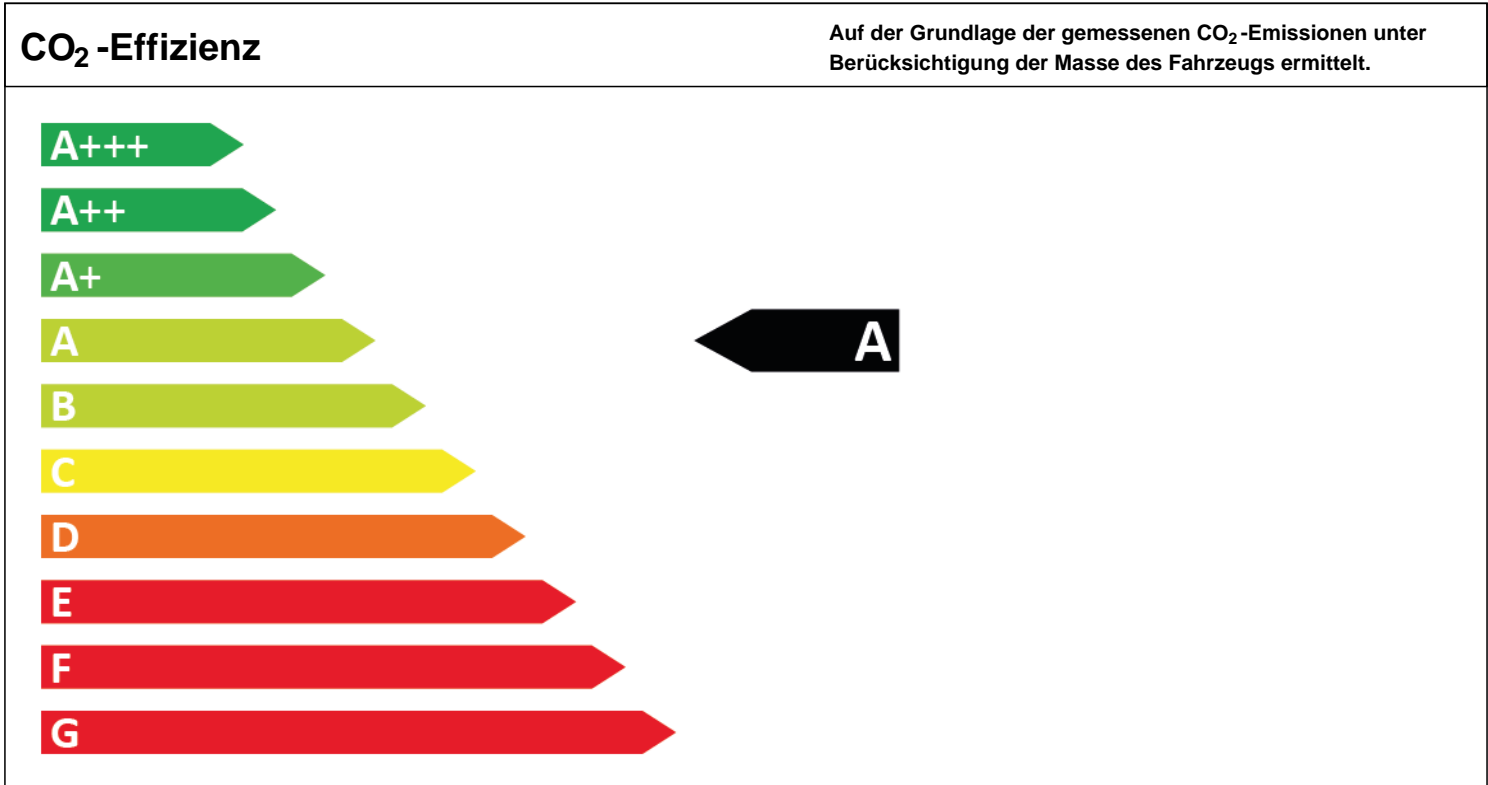 CO₂ -Effizienz
Auf der Grundlage der gemessenen CO₂ -Emissionen unter
Berücksichtigung der Masse des Fahrzeugs ermittelt.
A+++
A++
A+
A
A
B
C
D
E
F
G